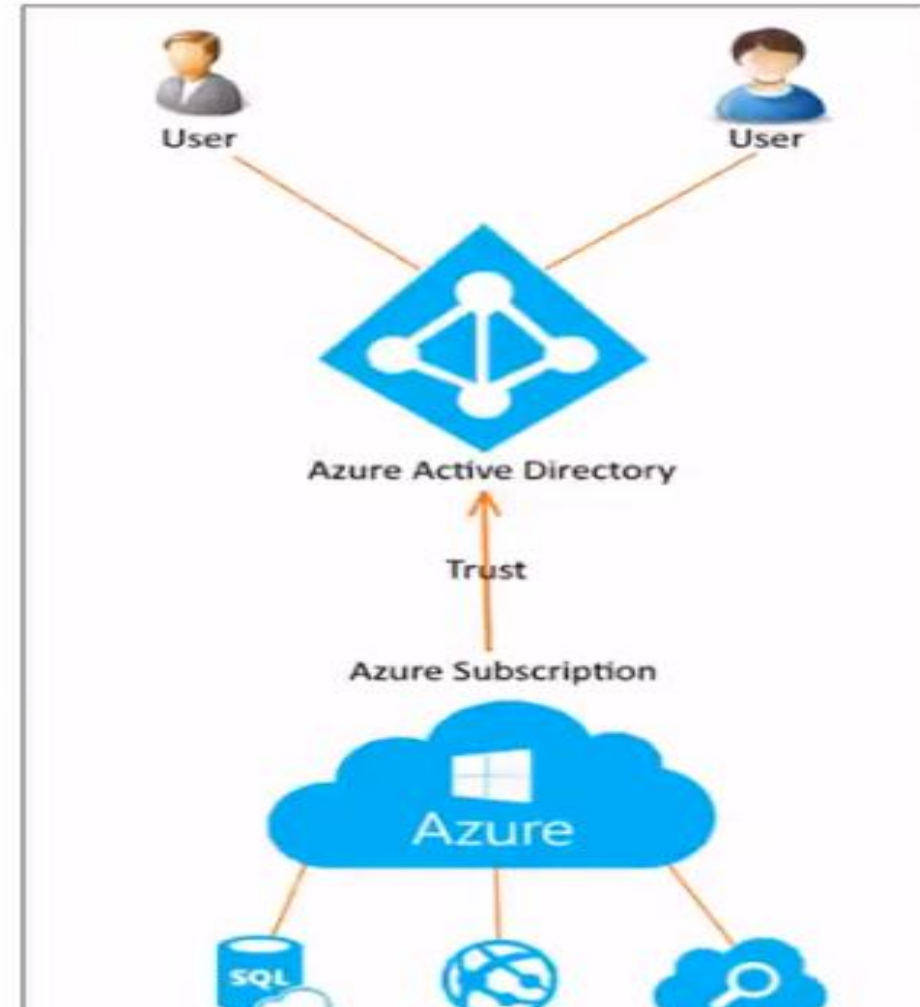 User
User
Azure Active Directory
Trust
Azure Subscription
Azure
SQL